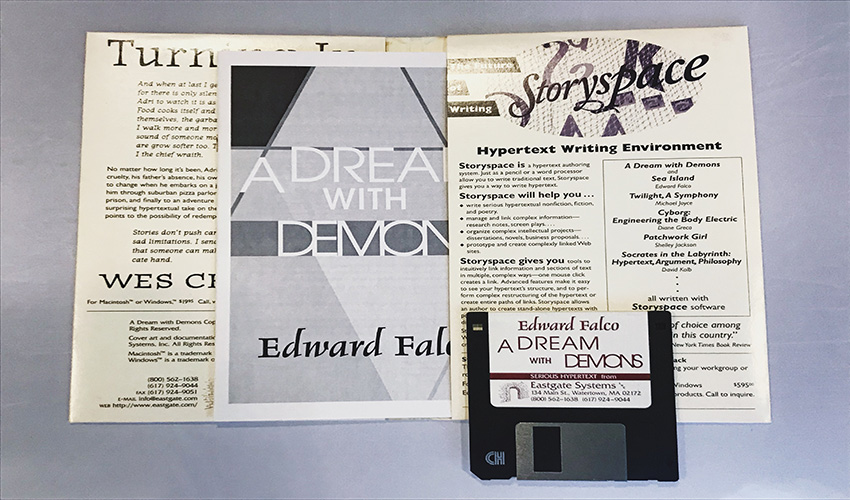 Turning In
And when at last I ge
for there is only silen
Adri to watch it is as
Food cooks itself and
themselves, the garba
I walk more and mor
sound of someone mo
are grow softer too. T
I the chief wraith.
No matter how long it's been, Adr
cruelty, his father's absence, his ow
to change when he embarks on a j
him through suburban pizza parlor
prison, and finally to an adventure
surprising hypertextual take on the
points to the possibility of redemp
Stories don't push car
sad limitations. I send
that someone can mal
cate hand.
WES CH
For Macintosh™ or Windows,™ $19.95 Call, w
A Dream with Demons Cop
Rights Reserved.
Cover art and documentatio
Systems, Inc. All Rights Re
Macintosh™ is a trademark
Windows™ is a trademark o
(800) 562-1638
(617) 924-9044
FAX (617) 924-9051
E-MAIL info@eastgate.com
WEB http://www.eastgate.com/
A DREAM
WITH
DEMONS
Edward Falco
The Future
of
Writing
Storyspace
Hypertext Writing Environment
Storyspace is a hypertext authoring
system. Just as a pencil or a word processor
allow you to write traditional text, Storyspace
gives you a way to write hypertext.
Storyspace will help you . . .
• write serious hypertextual nonfiction, fiction,
and poetry.
• manage and link complex information—
research notes, screen plays. . .
• organize complex intellectual projects—
dissertations, novels, business proposals. . . .
• prototype and create complexly linked Web
sites.
Storyspace gives you tools to
intuitively link information and sections of text
in multiple, complex ways—one mouse click
creates a link. Advanced features make it easy
to see your hypertext's structure, and to per-
form complex restructuring of the hypertext or
create entire paths of links. Storyspace allows
an author to create stand-alone hypertexts with
A Dream with Demons
and
Sea Island
Edward Falco
Twilight, A Symphony
Michael Joyce
Cyborg:
Engineering the Body Electric
Diane Greco
Patchwork Girl
Shelley Jackson
Socrates in the Labyrinth:
Hypertext, Argument, Philosophy
David Kolb
all written with
Storyspace software
of choice among
in this country."
New York Times Book Review
ack
ing your workgroup or
Windows $595.00
products. Call to inquire.
Edward Falco
A DREAM
WITH DEMONS
SERIOUS HYPERTEXT from
Eastgate Systems
134 Main St., Watertown, MA 02172
(800) 562-1638 (617) 924-9044